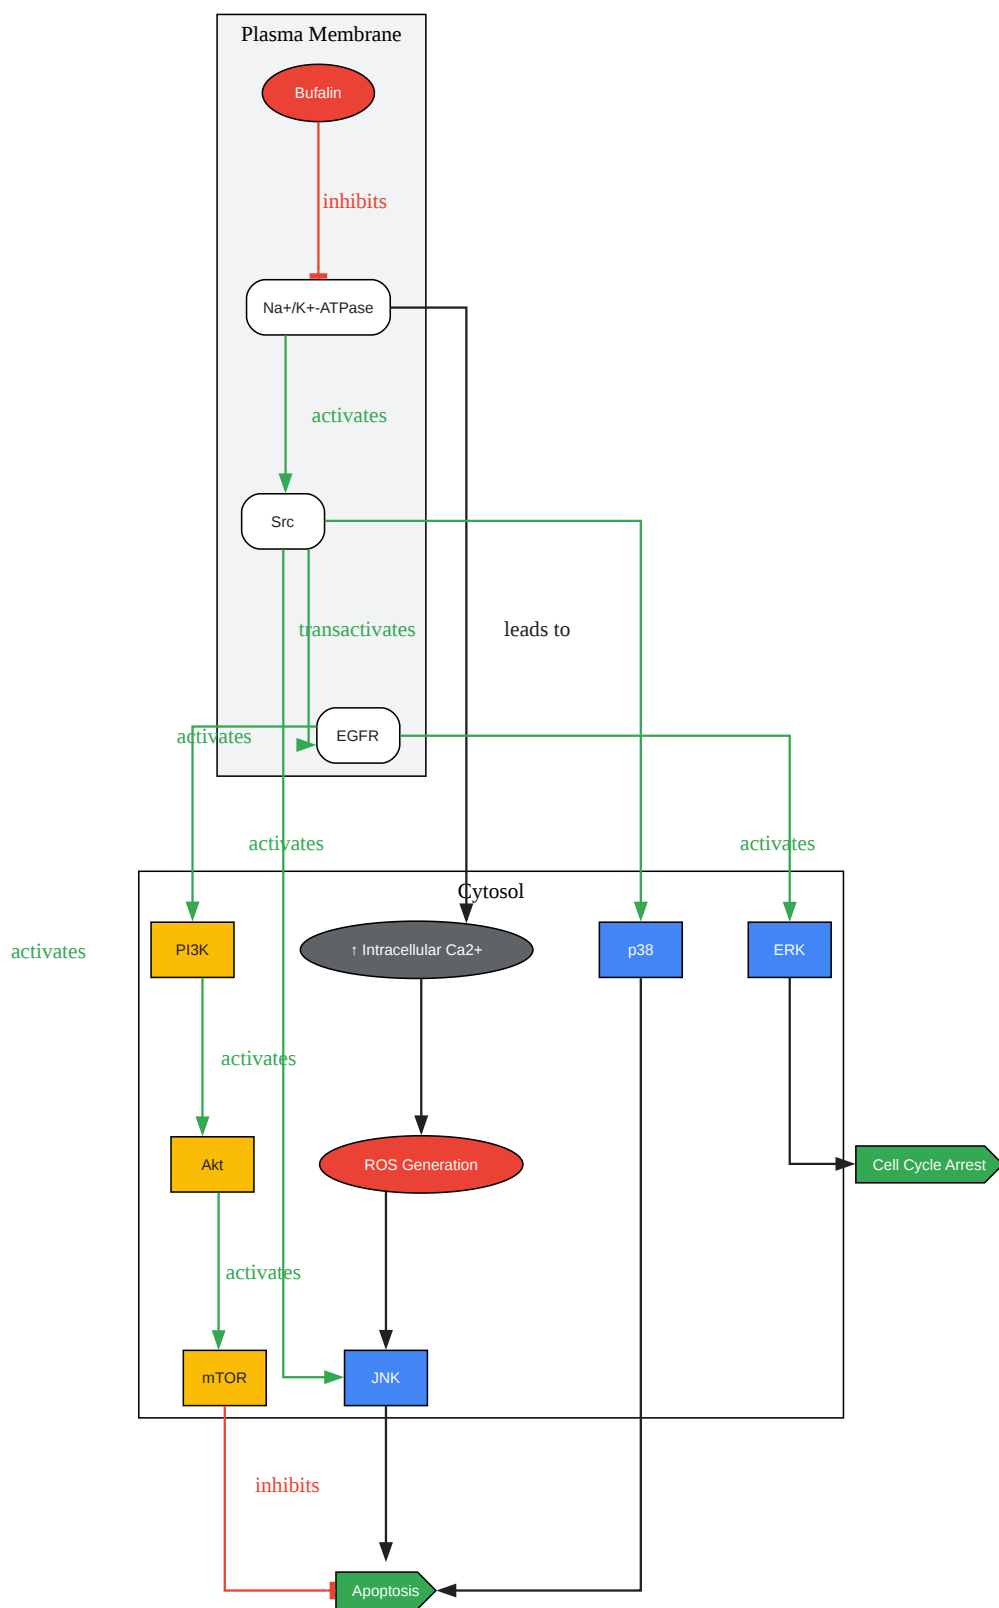 Plasma Membrane
Bufalin
inhibits
Na+/K+-ATPase
activates
Src
transactivates
leads to
activates
EGFR
activates
activates
Cytosol
activates
PI3K
↑ Intracellular Ca2+
p38
ERK
activates
Akt
ROS Generation
Cell Cycle Arrest
activates
mTOR
JNK
inhibits
Apoptosis